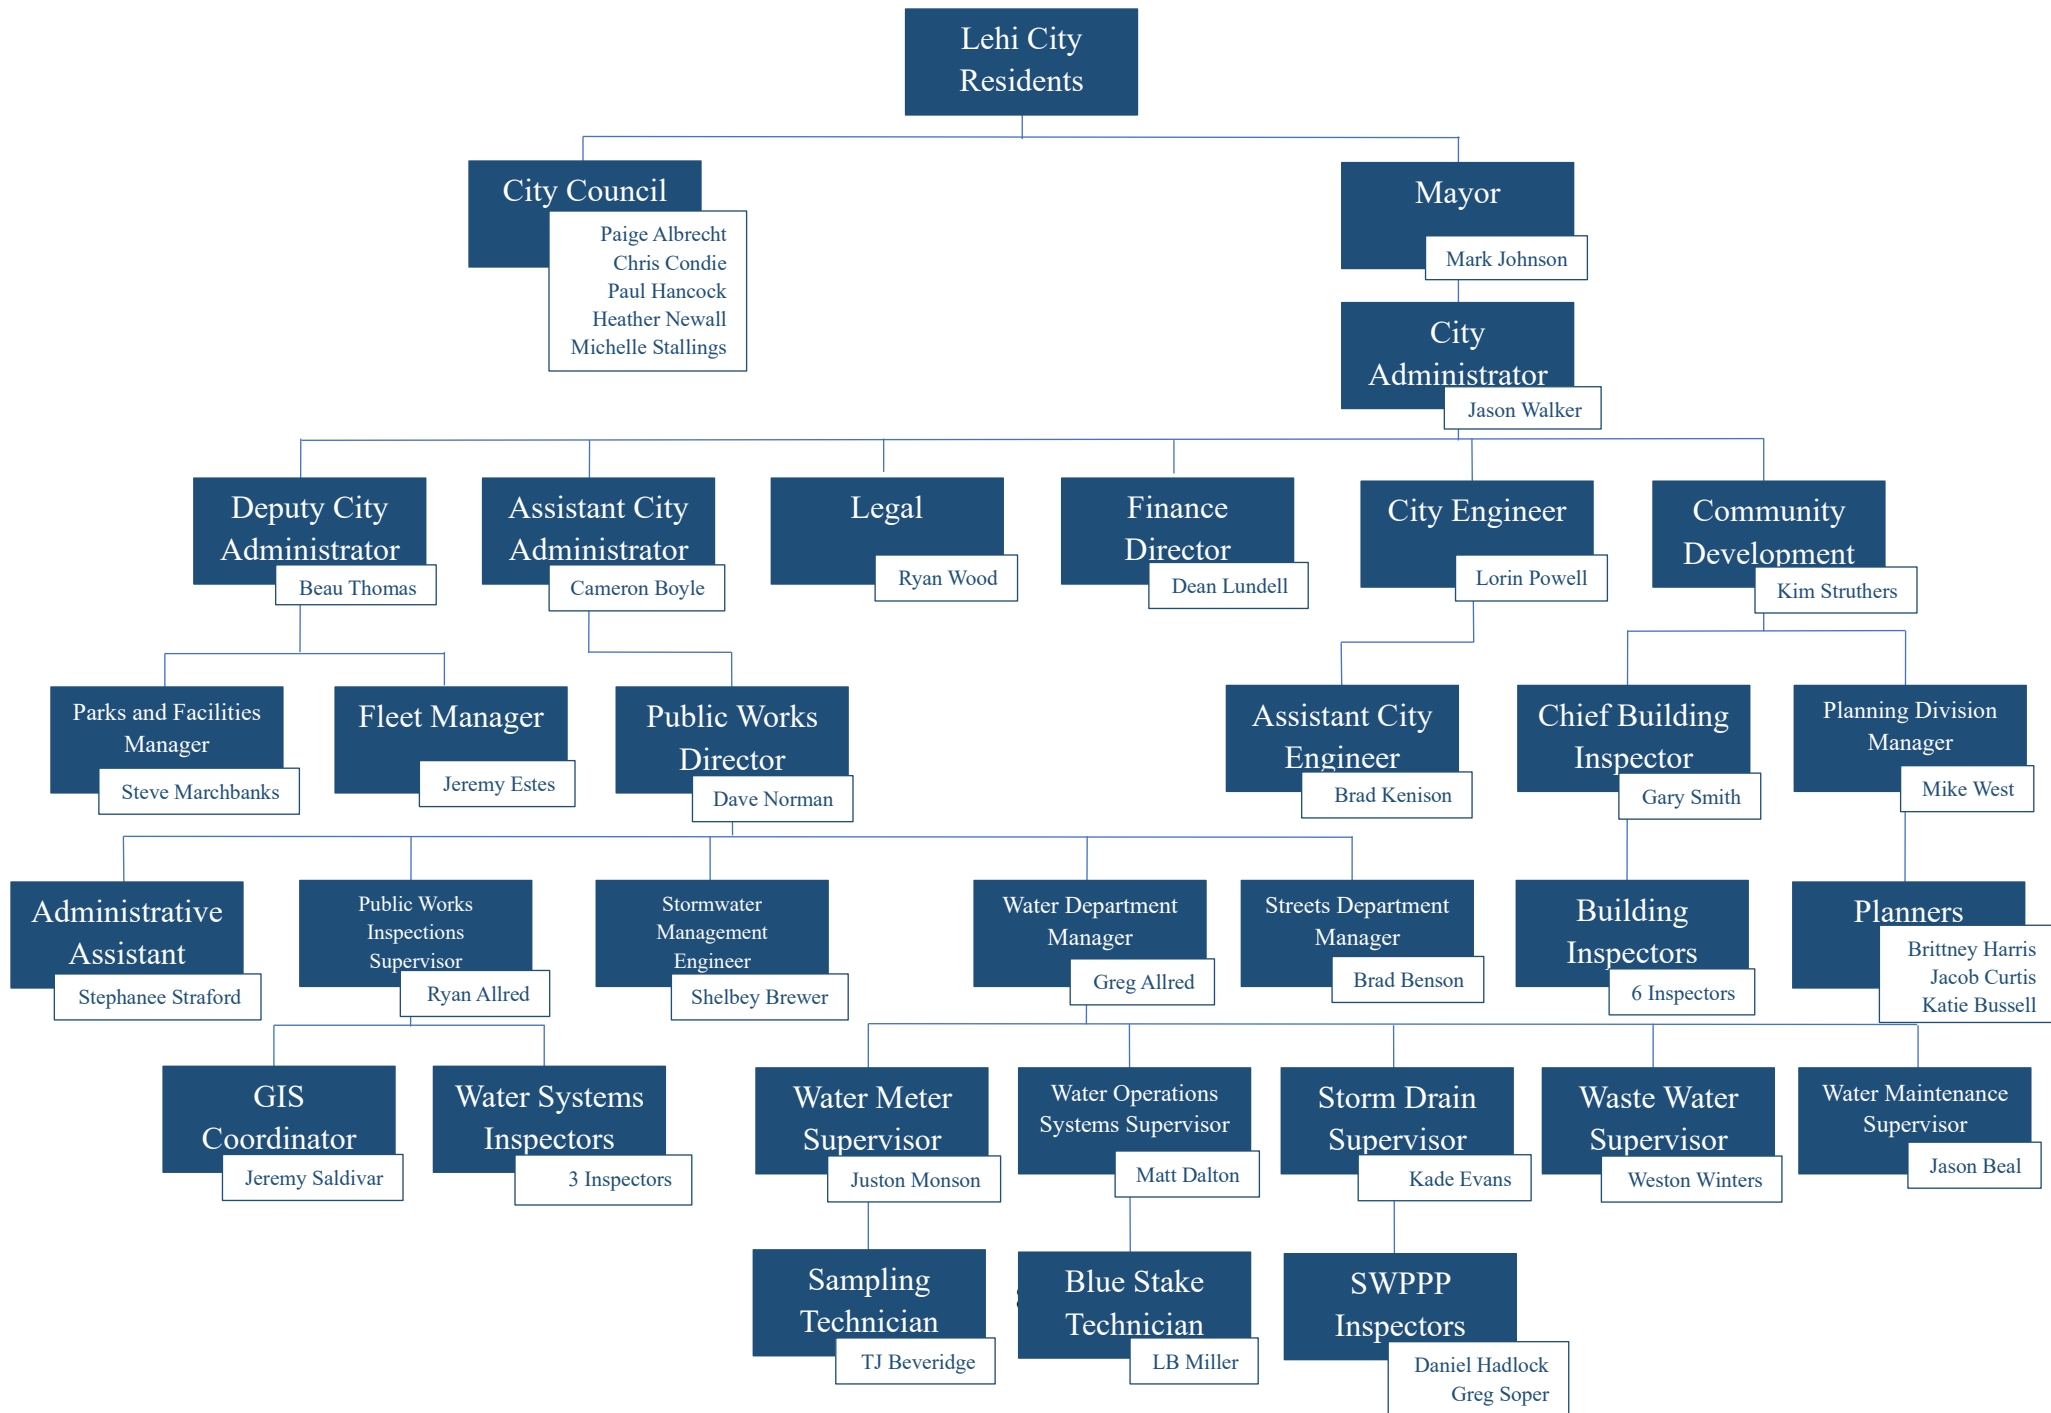 Lehi City
Residents
City Council
Paige Albrecht
Chris Condie
Paul Hancock
Heather Newall
Michelle Stallings
Mayor
Mark Johnson
City
Administrator
Jason Walker
Deputy City
Administrator
Beau Thomas
Assistant City
Administrator
Cameron Boyle
Legal
Ryan Wood
Finance
Director
Dean Lundell
City Engineer
Lorin Powell
Community
Development
Kim Struthers
Parks and Facilities
Manager
Steve Marchbanks
Fleet Manager
Jeremy Estes
Public Works
Director
Dave Norman
Assistant City
Engineer
Brad Kenison
Chief Building
Inspector
Gary Smith
Planning Division
Manager
Mike West
Administrative
Assistant
Stephanee Straford
Public Works
Inspections
Supervisor
Ryan Allred
Stormwater
Management
Engineer
Shelbey Brewer
Water Department
Manager
Greg Allred
Streets Department
Manager
Brad Benson
Building
Inspectors
6 Inspectors
Planners
Brittney Harris
Jacob Curtis
Katie Bussell
GIS
Coordinator
Jeremy Saldivar
Water Systems
Inspectors
3 Inspectors
Water Meter
Supervisor
Juston Monson
Water Operations
Systems Supervisor
Matt Dalton
Storm Drain
Supervisor
Kade Evans
Waste Water
Supervisor
Weston Winters
Water Maintenance
Supervisor
Jason Beal
Sampling
Technician
TJ Beveridge
Blue Stake
Technician
LB Miller
SWPPP
Inspectors
Daniel Hadlock
Greg Soper